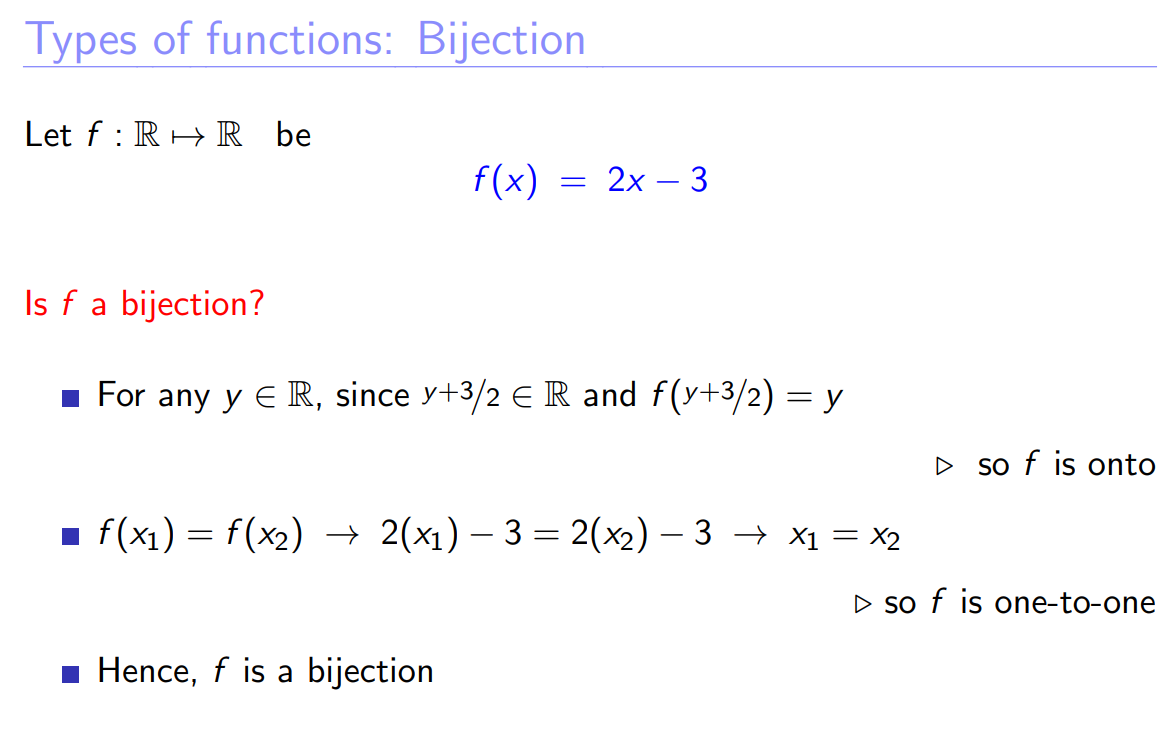 Types of functions: Bijection
Let f : ℝ ↦ ℝ be
f(x) = 2x − 3
Is f a bijection?
■ For any y ∈ ℝ, since y+3/2 ∈ ℝ and f(y+3/2) = y
▷ so f is onto
■ f(x₁) = f(x₂) → 2(x₁) − 3 = 2(x₂) − 3 → x₁ = x₂
▷ so f is one-to-one
■ Hence, f is a bijection